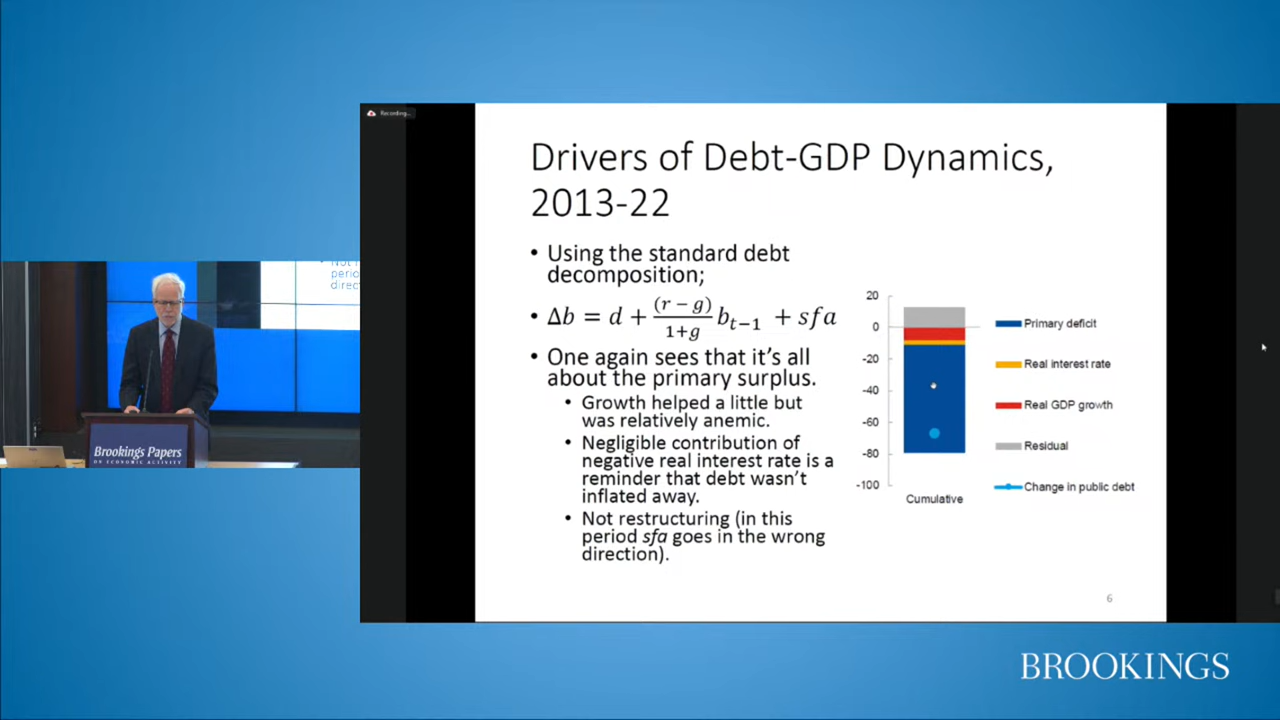 Recording...
Drivers of Debt-GDP Dynamics,
2013-22
• Using the standard debt
decomposition;
• Δb = d + (r − g)/1+g b_{t−1} + sfa
• One again sees that it's all
about the primary surplus.
• Growth helped a little but
was relatively anemic.
• Negligible contribution of
negative real interest rate is a
reminder that debt wasn't
inflated away.
• Not restructuring (in this
period sfa goes in the wrong
direction).
20
0
-20
-40
-60
-80
-100
Cumulative
Primary deficit
Real interest rate
Real GDP growth
Residual
Change in public debt
6
perio
direc
Brookings Papers
ON ECONOMIC ACTIVITY
BROOKINGS